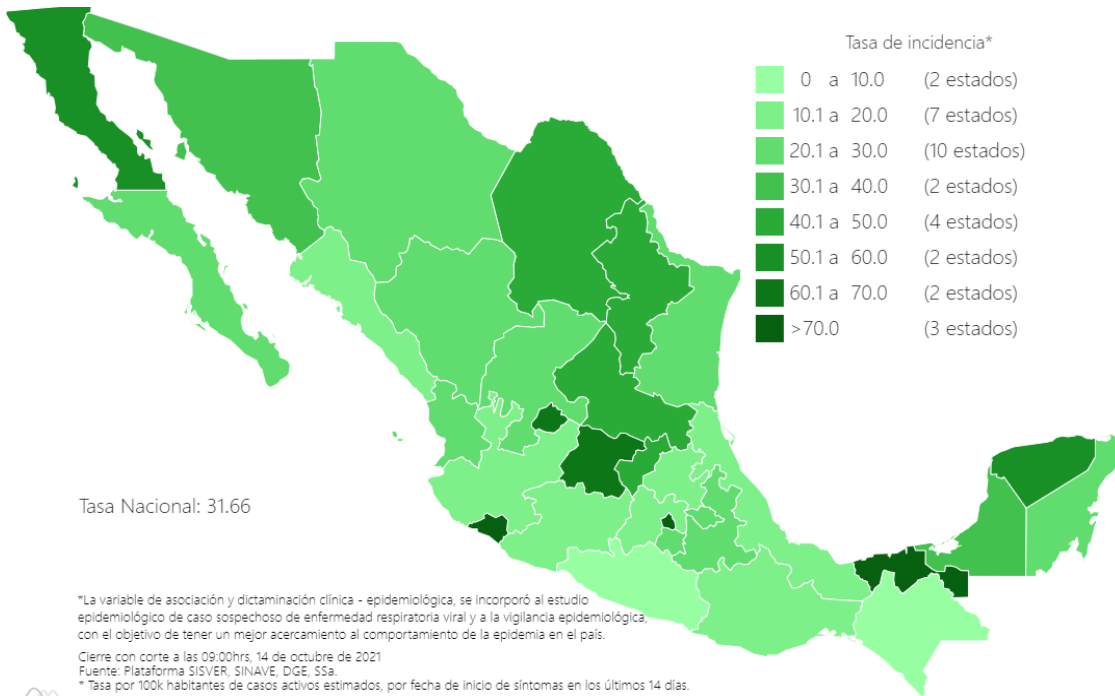 Tasa de incidencia*
0 a 10.0 (2 estados)
10.1 a 20.0 (7 estados)
20.1 a 30.0 (10 estados)
30.1 a 40.0 (2 estados)
40.1 a 50.0 (4 estados)
50.1 a 60.0 (2 estados)
60.1 a 70.0 (2 estados)
>70.0 (3 estados)
Tasa Nacional: 31.66
*La variable de asociación y dictaminación clínica - epidemiológica, se incorporó al estudio
epidemiológico de caso sospechoso de enfermedad respiratoria viral y a la vigilancia epidemiológica,
con el objetivo de tener un mejor acercamiento al comportamiento de la epidemia en el país.
Cierre con corte a las 09:00hrs, 14 de octubre de 2021
Fuente: Plataforma SISVER, SINAVE, DGE, SSa.
* Tasa por 100k habitantes de casos activos estimados, por fecha de inicio de síntomas en los últimos 14 días.